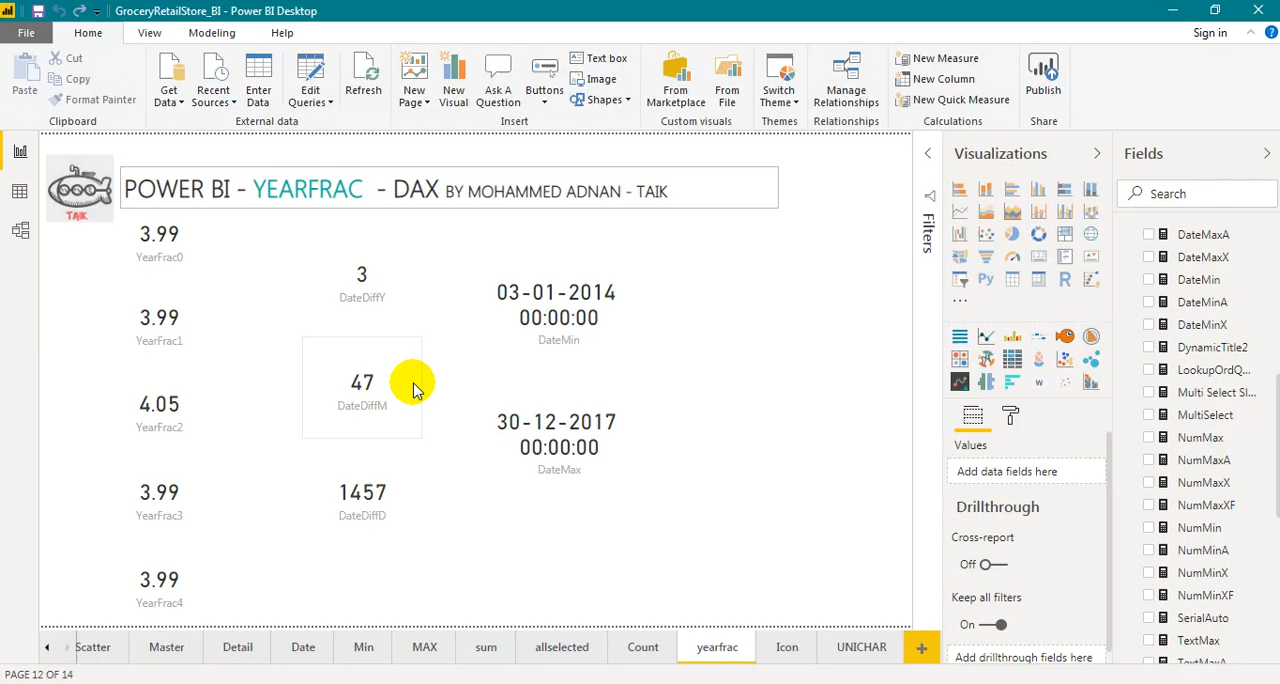 GroceryRetailStore_BI - Power BI Desktop
File
Home
View
Modeling
Help
Sign in
Paste
Cut
Copy
Format Painter
Clipboard
Get
Data
Recent
Sources
Enter
Data
Edit
Queries
Refresh
External data
New
Page
New
Visual
Ask A
Question
Buttons
Text box
Image
Shapes
Insert
From
Marketplace
From
File
Custom visuals
Switch
Theme
Themes
Manage
Relationships
Relationships
New Measure
New Column
New Quick Measure
Calculations
Publish
Share
TAIK
POWER BI - YEARFRAC - DAX BY MOHAMMED ADNAN - TAIK
3.99
YearFrac0
3.99
YearFrac1
4.05
YearFrac2
3.99
YearFrac3
3.99
YearFrac4
3
DateDiffY
47
DateDiffM
1457
DateDiffD
03-01-2014
00:00:00
DateMin
30-12-2017
00:00:00
DateMax
Filters
Visualizations
Py
R
W
Values
Add data fields here
Drillthrough
Cross-report
Off
Keep all filters
On
Add drillthrough fields here
Fields
Search
DateMaxA
DateMaxX
DateMin
DateMinA
DateMinX
DynamicTitle2
LookupOrdQ...
Multi Select Sl...
MultiSelect
NumMax
NumMaxA
NumMaxX
NumMaxXF
NumMin
NumMinA
NumMinX
NumMinXF
SerialAuto
TextMax
TextMaxA
Scatter
Master
Detail
Date
Min
MAX
sum
allselected
Count
yearfrac
Icon
UNICHAR
PAGE 12 OF 14